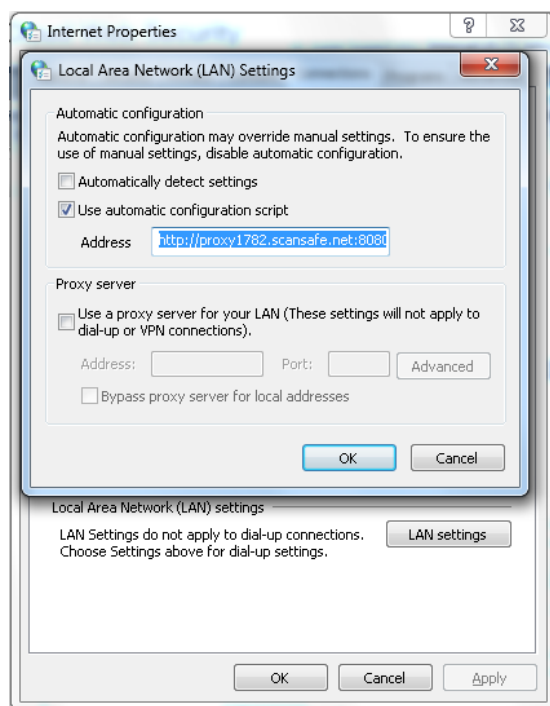 Internet Properties
Local Area Network (LAN) Settings
Automatic configuration
Automatic configuration may override manual settings. To ensure the
use of manual settings, disable automatic configuration.
Automatically detect settings
Use automatic configuration script
Address http://proxy1782.scansafe.net:8080
Proxy server
Use a proxy server for your LAN (These settings will not apply to
dial-up or VPN connections).
Address: Port: Advanced
Bypass proxy server for local addresses
OK Cancel
Local Area Network (LAN) settings
LAN Settings do not apply to dial-up connections. LAN settings
Choose Settings above for dial-up settings.
OK Cancel Apply